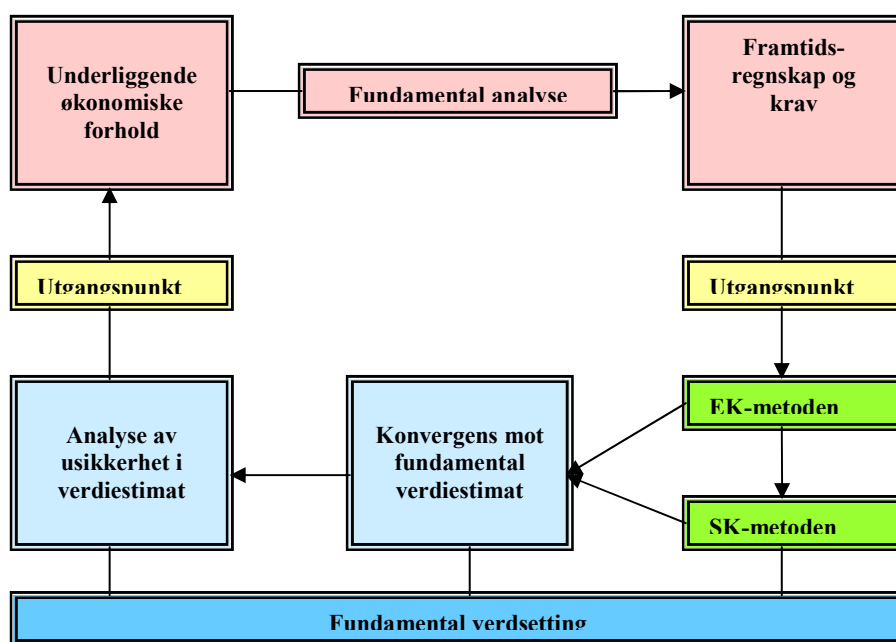 Underliggende
økonomiske
forhold
Fundamental analyse
Framtids-
regnskap og
krav
Utgangspunkt
Utgangspunkt
EK-metoden
Analyse av
usikkerhet i
verdiestimat
Konvergens mot
fundamental
verdiestimat
SK-metoden
Fundamental verdsetting